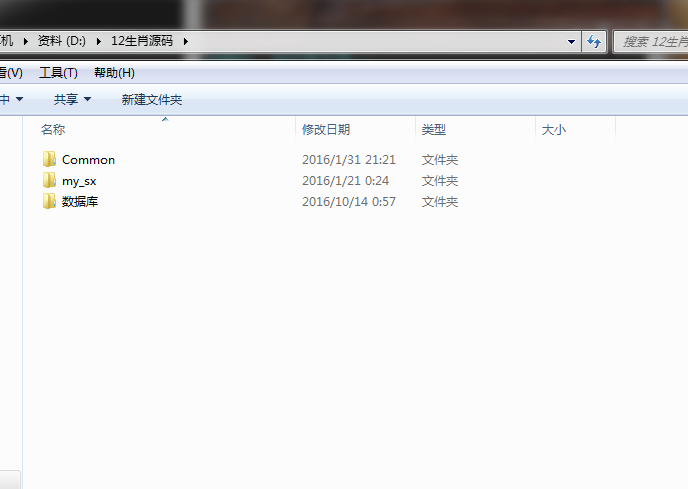 机 ▸ 资料 (D:) ▸ 12生肖源码 ▸ 搜索 12生肖
看(V) 工具(T) 帮助(H)
中 共享 新建文件夹
名称 修改日期 类型 大小
Common 2016/1/31 21:21 文件夹
my_sx 2016/1/21 0:24 文件夹
数据库 2016/10/14 0:57 文件夹